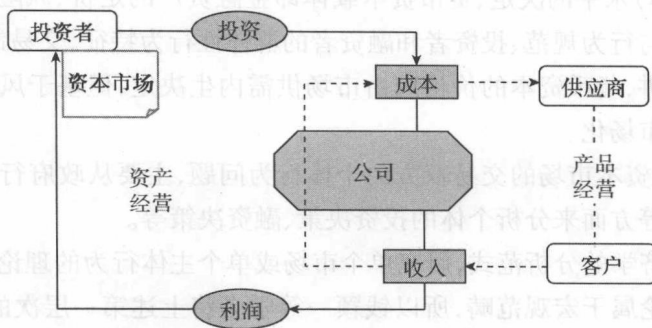 投资者
投资
资本市场
成本
供应商
资产
经营
公司
产品
经营
收入
客户
利润